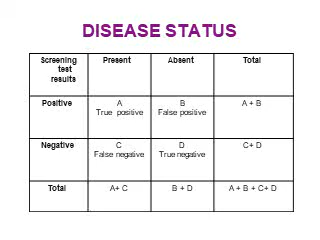 DISEASE STATUS
Screening test results Present Absent Total
Positive A B A + B
True positive False positive
Negative C D C+ D
False negative True negative
Total A+ C B + D A + B + C+ D